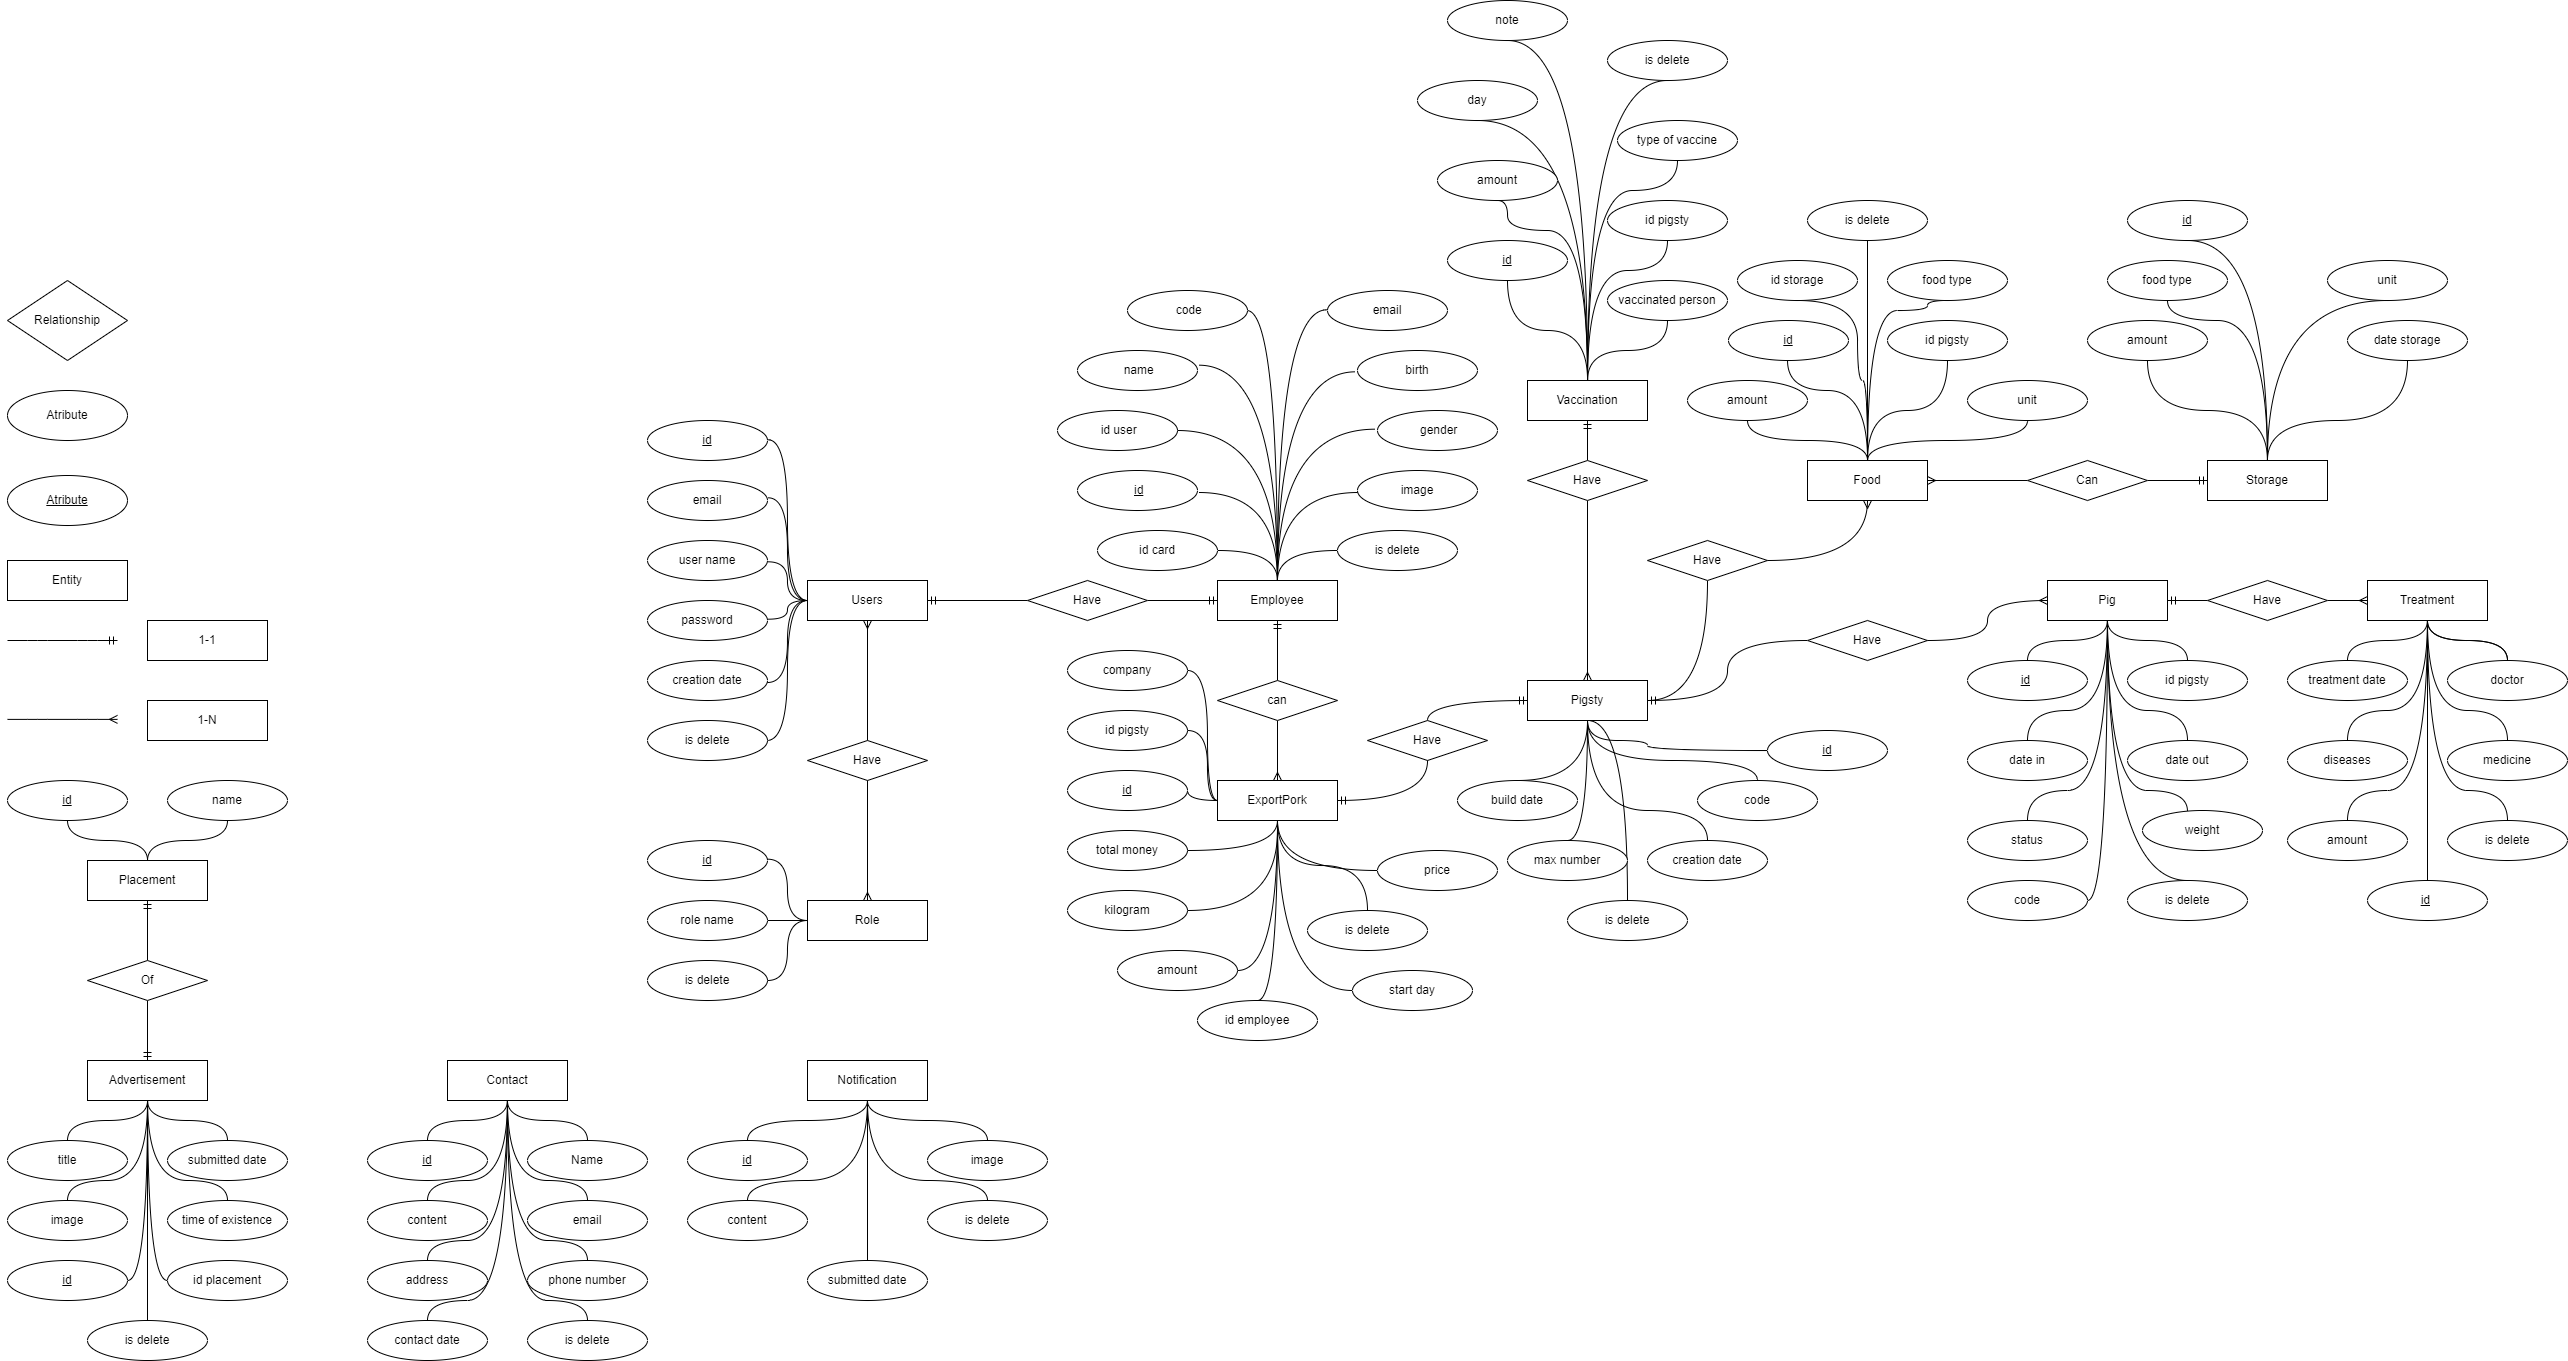 note
is delete
day
type of vaccine
amount
id pigsty
id
vaccinated person
Vaccination
Have
is delete
id storage
food type
id
id pigsty
amount
unit
Food
Can
id
food type
unit
amount
date storage
Storage
Relationship
Atribute
Atribute
Entity
1-1
1-N
code
email
name
birth
id user
gender
id
image
id card
is delete
Employee
id
email
user name
password
creation date
is delete
Users
Have
Have
id
role name
is delete
Role
can
company
id pigsty
id
ExportPork
total money
kilogram
amount
id employee
start day
is delete
price
Have
Pigsty
build date
max number
is delete
creation date
code
id
Have
Have
Pig
id
id pigsty
date in
date out
status
weight
code
is delete
Have
Treatment
treatment date
doctor
diseases
medicine
amount
is delete
id
id
name
Placement
Of
Advertisement
title
submitted date
image
time of existence
id
id placement
is delete
Contact
id
Name
content
email
address
phone number
contact date
is delete
Notification
id
image
content
is delete
submitted date